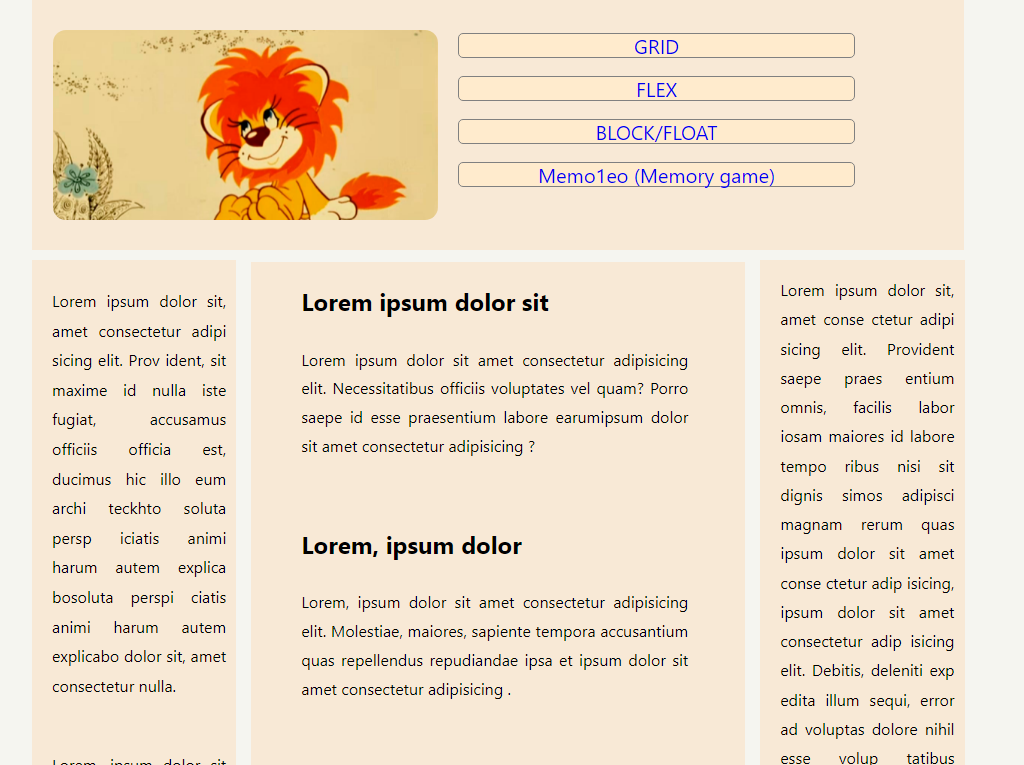 GRID
FLEX
BLOCK/FLOAT
Memo1eo (Memory game)
Lorem ipsum dolor sit,
amet consectetur adipi
sicing elit. Prov ident, sit
maxime id nulla iste
fugiat, accusamus
officiis officia est,
ducimus hic illo eum
archi teckhto soluta
persp iciatis animi
harum autem explica
bosoluta perspi ciatis
animi harum autem
explicabo dolor sit, amet
consectetur nulla.
Lorem ipsum dolor sit
Lorem ipsum dolor sit
Lorem ipsum dolor sit amet consectetur adipisicing
elit. Necessitatibus officiis voluptates vel quam? Porro
saepe id esse praesentium labore earumipsum dolor
sit amet consectetur adipisicing ?
Lorem, ipsum dolor
Lorem, ipsum dolor sit amet consectetur adipisicing
elit. Molestiae, maiores, sapiente tempora accusantium
quas repellendus repudiandae ipsa et ipsum dolor sit
amet consectetur adipisicing .
Lorem ipsum dolor sit,
amet conse ctetur adipi
sicing elit. Provident
saepe praes entium
omnis, facilis labor
iosam maiores id labore
tempo ribus nisi sit
dignis simos adipisci
magnam rerum quas
ipsum dolor sit amet
conse ctetur adip isicing,
ipsum dolor sit amet
consectetur adip isicing
elit. Debitis, deleniti exp
edita illum sequi, error
ad voluptas dolore nihil
esse volup tatibus